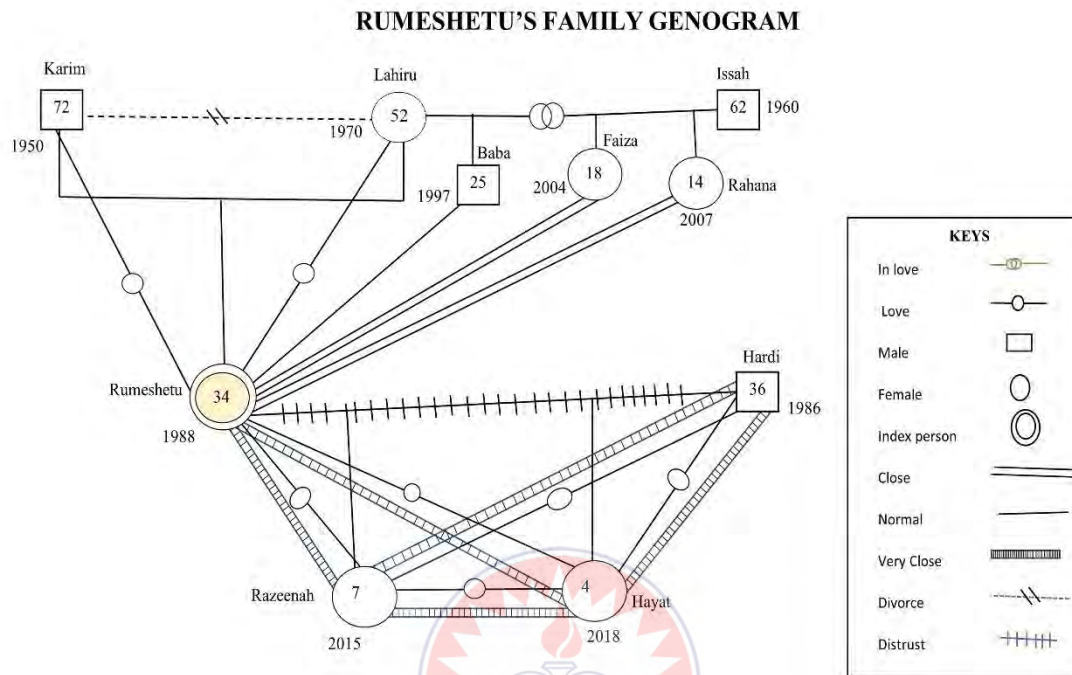 RUMESHETU'S FAMILY GENOGRAM
Karim
Lahiru
Issah
72
52
62
1960
1950
1970
Baba
Faiza
25
18
14
Rahana
1997
2004
2007
KEYS
In love
Love
Male
Female
Index person
Close
Normal
Very Close
Divorce
Distrust
Hardi
Rumeshetu
34
36
1988
1986
Razeenah
7
4
Hayat
2015
2018